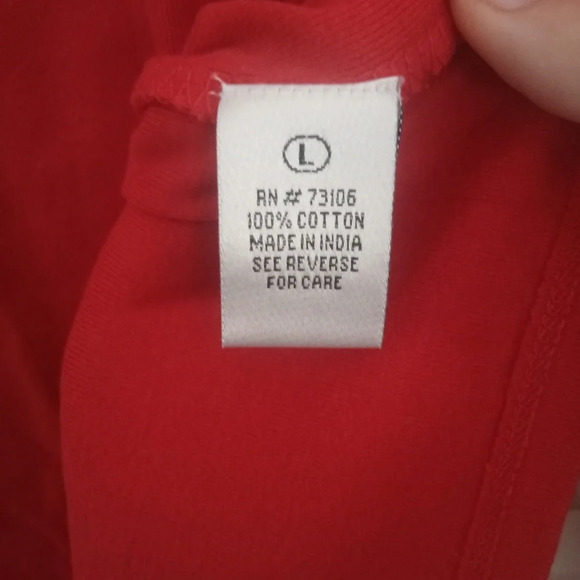 L
RN # 73106
100% COTTON
MADE IN INDIA
SEE REVERSE
FOR CARE